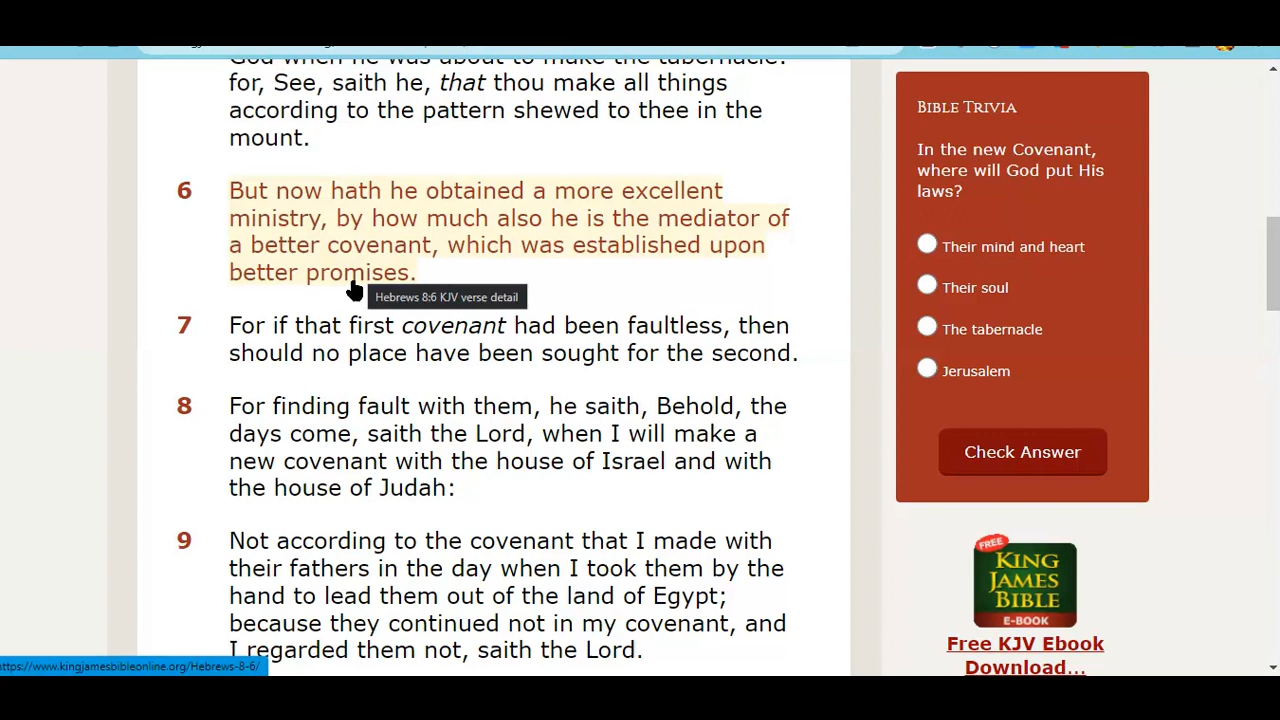 God when he was about to make the tabernacle:
for, See, saith he, that thou make all things
according to the pattern shewed to thee in the
mount.
6 But now hath he obtained a more excellent
ministry, by how much also he is the mediator of
a better covenant, which was established upon
better promises.
Hebrews 8:6 KJV verse detail
7 For if that first covenant had been faultless, then
should no place have been sought for the second.
8 For finding fault with them, he saith, Behold, the
days come, saith the Lord, when I will make a
new covenant with the house of Israel and with
the house of Judah:
9 Not according to the covenant that I made with
their fathers in the day when I took them by the
hand to lead them out of the land of Egypt;
because they continued not in my covenant, and
I regarded them not, saith the Lord.
https://www.kingjamesbibleonline.org/Hebrews-8-6/
BIBLE TRIVIA
In the new Covenant,
where will God put His
laws?
Their mind and heart
Their soul
The tabernacle
Jerusalem
Check Answer
FREE
KING
JAMES
BIBLE
E-BOOK
Free KJV Ebook
Download...